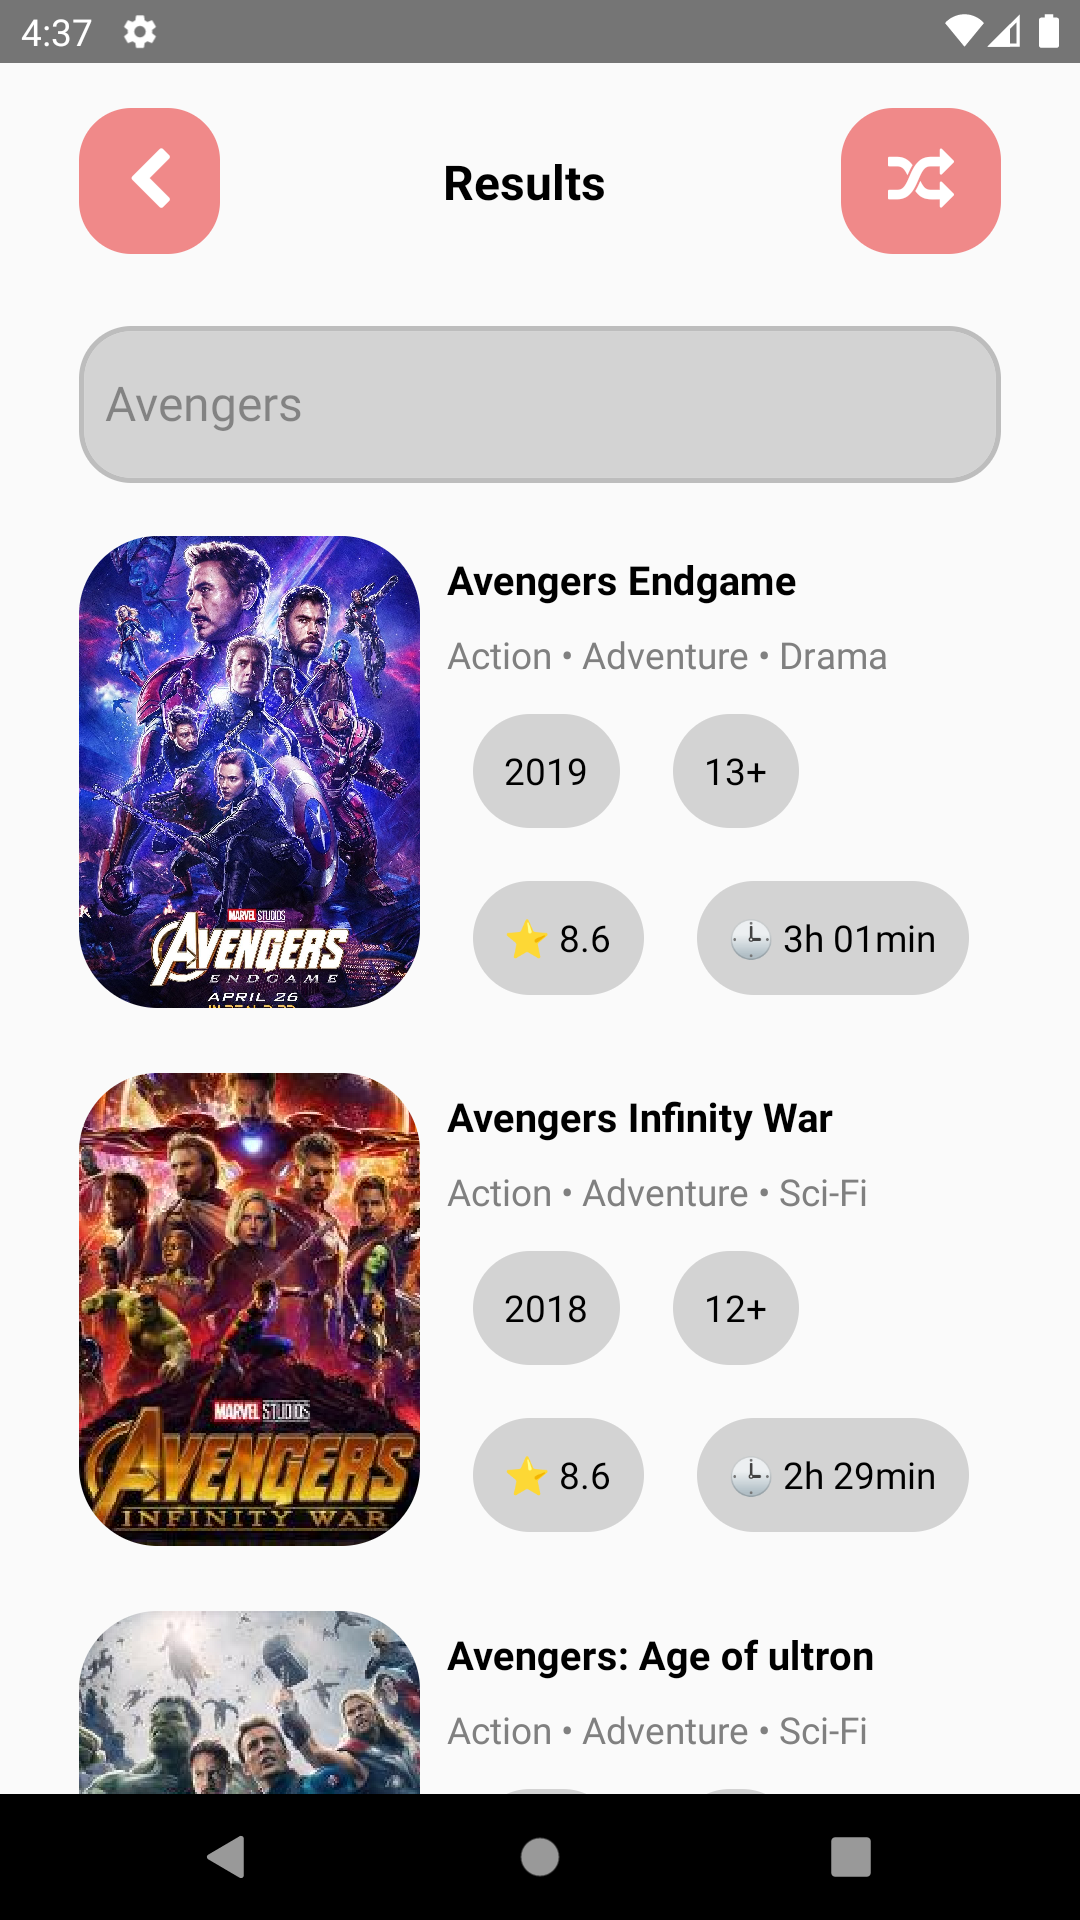 4:37
Results
Avengers
MARVEL STUDIOS
AVENGERS
ENDGAME
APRIL 26
Avengers Endgame
Action • Adventure • Drama
2019 13+
⭐ 8.6 🕒 3h 01min
MARVEL STUDIOS
AVENGERS
INFINITY WAR
Avengers Infinity War
Action • Adventure • Sci-Fi
2018 12+
⭐ 8.6 🕒 2h 29min
Avengers: Age of ultron
Action • Adventure • Sci-Fi